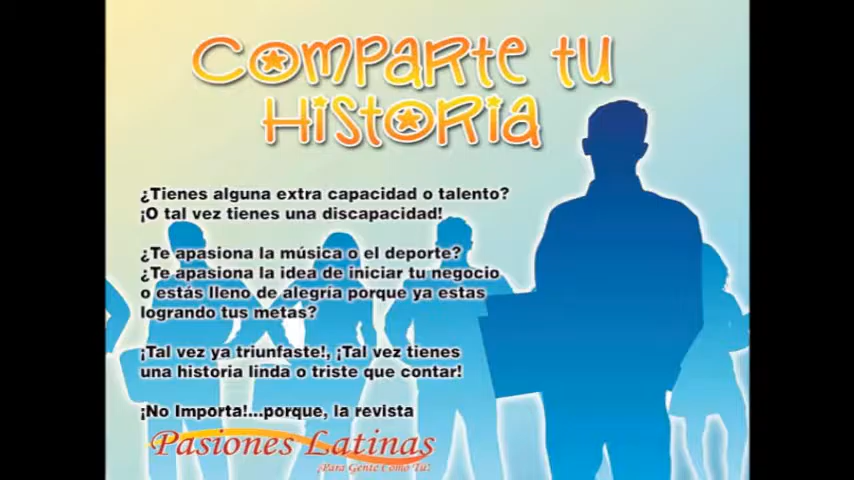 Comparte tu
Historia
¿Tienes alguna extra capacidad o talento?
¡O tal vez tienes una discapacidad!
¿Te apasiona la música o el deporte?
¿Te apasiona la idea de iniciar tu negocio
o estás lleno de alegría porque ya estas
logrando tus metas?
¡Tal vez ya triunfaste!, ¡Tal vez tienes
una historia linda o triste que contar!
¡No Importa!...porque, la revista
Pasiones Latinas
¡Para Gente Como Tu!